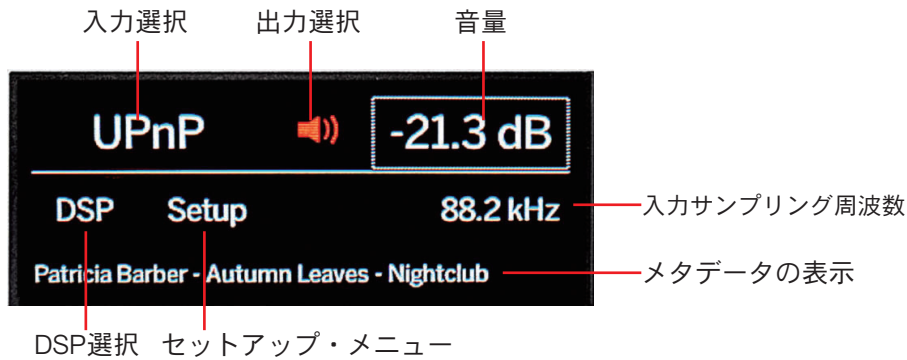 入力選択 出力選択 音量
UPnP -21.3 dB
DSP Setup 88.2 kHz 入力サンプリング周波数
Patricia Barber - Autumn Leaves - Nightclub メタデータの表示
DSP選択 セットアップ・メニュー